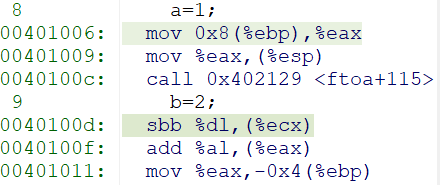 8 a=1;
00401006: mov 0x8(%ebp),%eax
00401009: mov %eax,(%esp)
0040100c: call 0x402129 <ftoa+115>
9 b=2;
0040100d: sbb %dl,(%ecx)
0040100f: add %al,(%eax)
00401011: mov %eax,-0x4(%ebp)